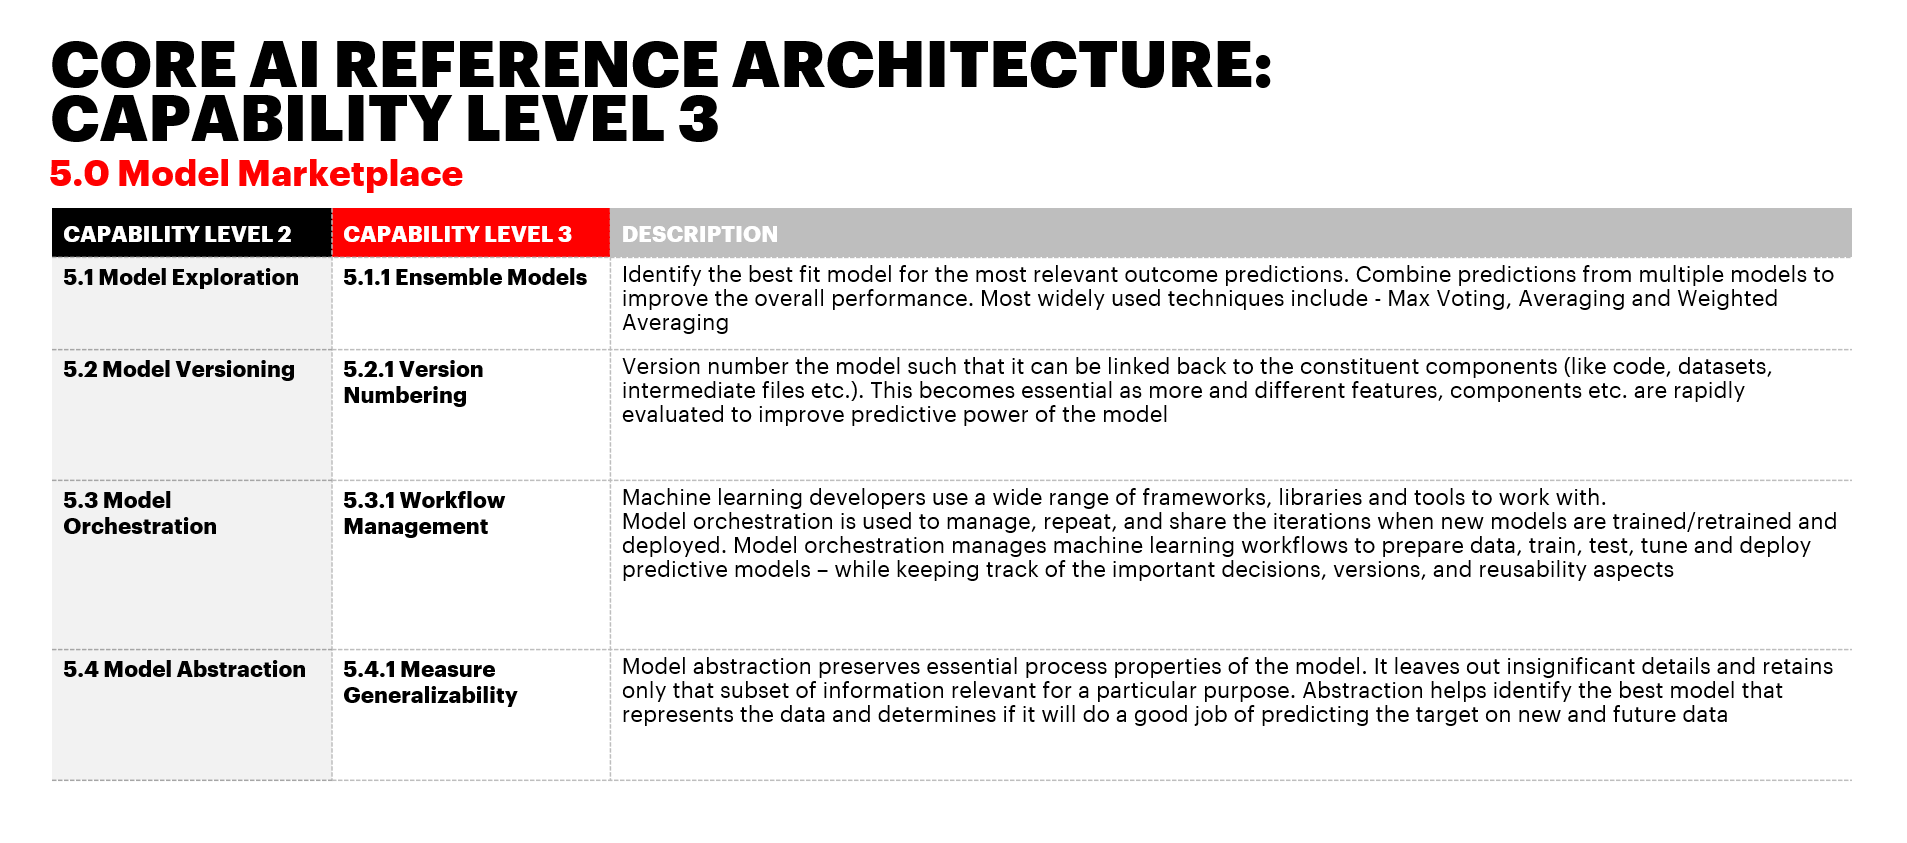 CORE AI REFERENCE ARCHITECTURE:
CAPABILITY LEVEL 3
5.0 Model Marketplace
CAPABILITY LEVEL 2
CAPABILITY LEVEL 3
DESCRIPTION
5.1 Model Exploration
5.1.1 Ensemble Models
Identify the best fit model for the most relevant outcome predictions. Combine predictions from multiple models to
improve the overall performance. Most widely used techniques include - Max Voting, Averaging and Weighted
Averaging
5.2 Model Versioning
5.2.1 Version
Numbering
Version number the model such that it can be linked back to the constituent components (like code, datasets,
intermediate files etc.). This becomes essential as more and different features, components etc. are rapidly
evaluated to improve predictive power of the model
5.3 Model
Orchestration
5.3.1 Workflow
Management
Machine learning developers use a wide range of frameworks, libraries and tools to work with.
Model orchestration is used to manage, repeat, and share the iterations when new models are trained/retrained and
deployed. Model orchestration manages machine learning workflows to prepare data, train, test, tune and deploy
predictive models – while keeping track of the important decisions, versions, and reusability aspects
5.4 Model Abstraction
5.4.1 Measure
Generalizability
Model abstraction preserves essential process properties of the model. It leaves out insignificant details and retains
only that subset of information relevant for a particular purpose. Abstraction helps identify the best model that
represents the data and determines if it will do a good job of predicting the target on new and future data